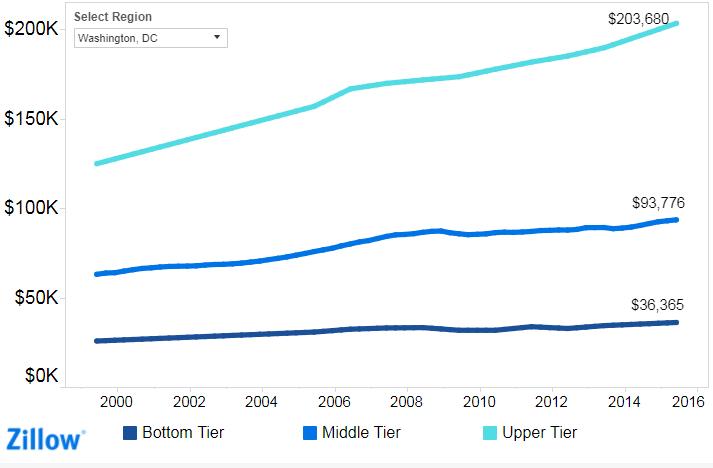 Select Region
Washington, DC
$200K
$150K
$100K
$50K
$0K
$203,680
$93,776
$36,365
2000 2002 2004 2006 2008 2010 2012 2014 2016
Zillow®
Bottom Tier Middle Tier Upper Tier